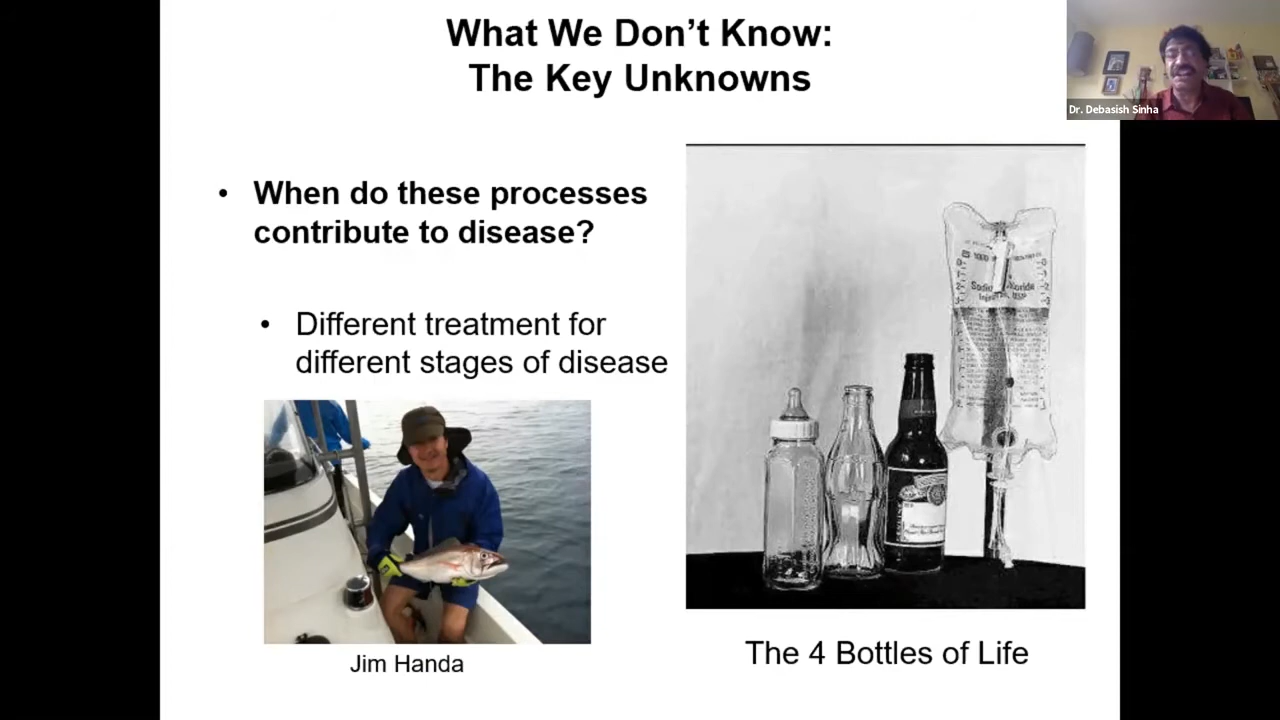 What We Don't Know:
The Key Unknowns
Dr. Debasish Sinha
• When do these processes
contribute to disease?
• Different treatment for
different stages of disease
Jim Handa
1000
The 4 Bottles of Life